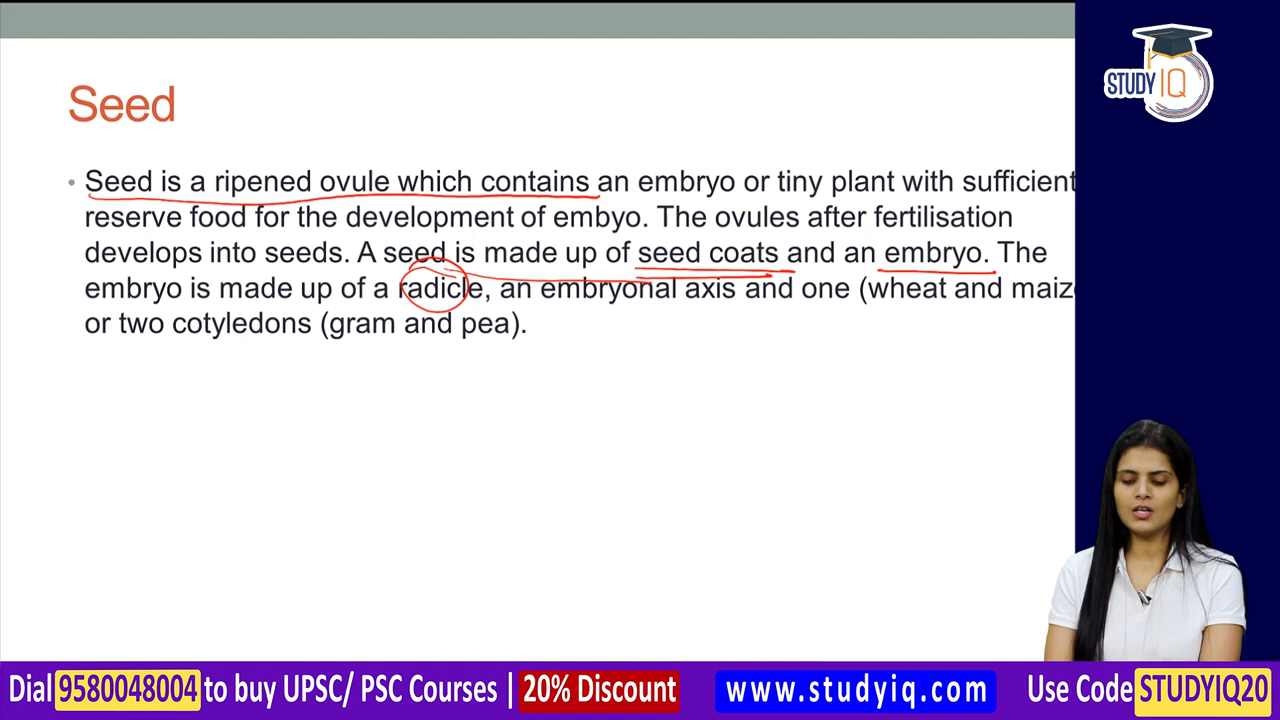 STUDY IQ
Seed
• Seed is a ripened ovule which contains an embryo or tiny plant with sufficient
reserve food for the development of embyo. The ovules after fertilisation
develops into seeds. A seed is made up of seed coats and an embryo. The
embryo is made up of a radicle, an embryonal axis and one (wheat and maiz
or two cotyledons (gram and pea).
Dial 9580048004 to buy UPSC/ PSC Courses | 20% Discount www.studyiq.com Use Code STUDYIQ20